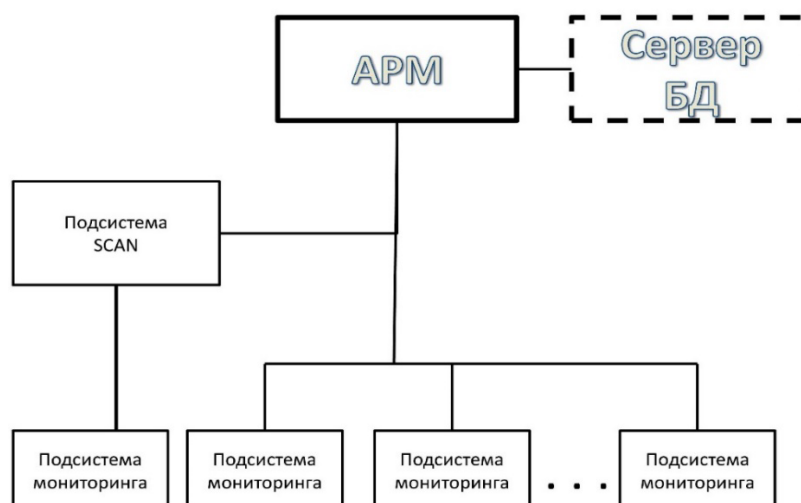 АРМ
Сервер
БД
Подсистема
SCAN
Подсистема
мониторинга
Подсистема
мониторинга
Подсистема
мониторинга
. . .
Подсистема
мониторинга